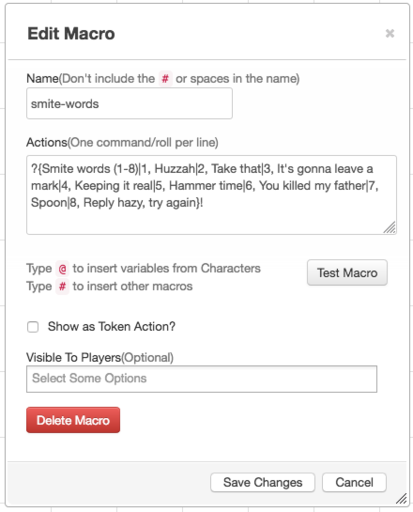 Edit Macro ×
Name(Don't include the # or spaces in the name)
smite-words
Actions(One command/roll per line)
?{Smite words (1-8)|1, Huzzah|2, Take that|3, It's gonna leave a
mark|4, Keeping it real|5, Hammer time|6, You killed my father|7,
Spoon|8, Reply hazy, try again}!
Type @ to insert variables from Characters
Type # to insert other macros
Test Macro
Show as Token Action?
Visible To Players(Optional)
Select Some Options
Delete Macro
Save Changes Cancel